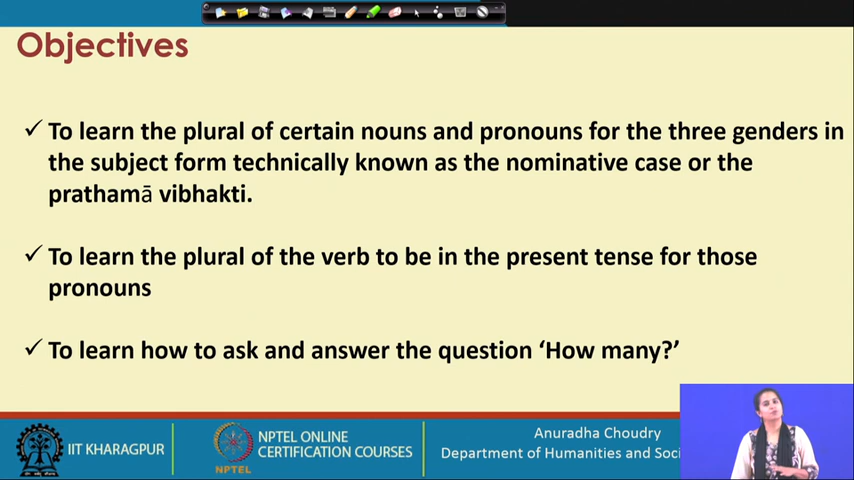 Objectives
✓ To learn the plural of certain nouns and pronouns for the three genders in
the subject form technically known as the nominative case or the
prathamā vibhakti.
✓ To learn the plural of the verb to be in the present tense for those
pronouns
✓ To learn how to ask and answer the question ‘How many?’
IIT KHARAGPUR
NPTEL
NPTEL ONLINE
CERTIFICATION COURSES
Anuradha Choudry
Department of Humanities and Soci